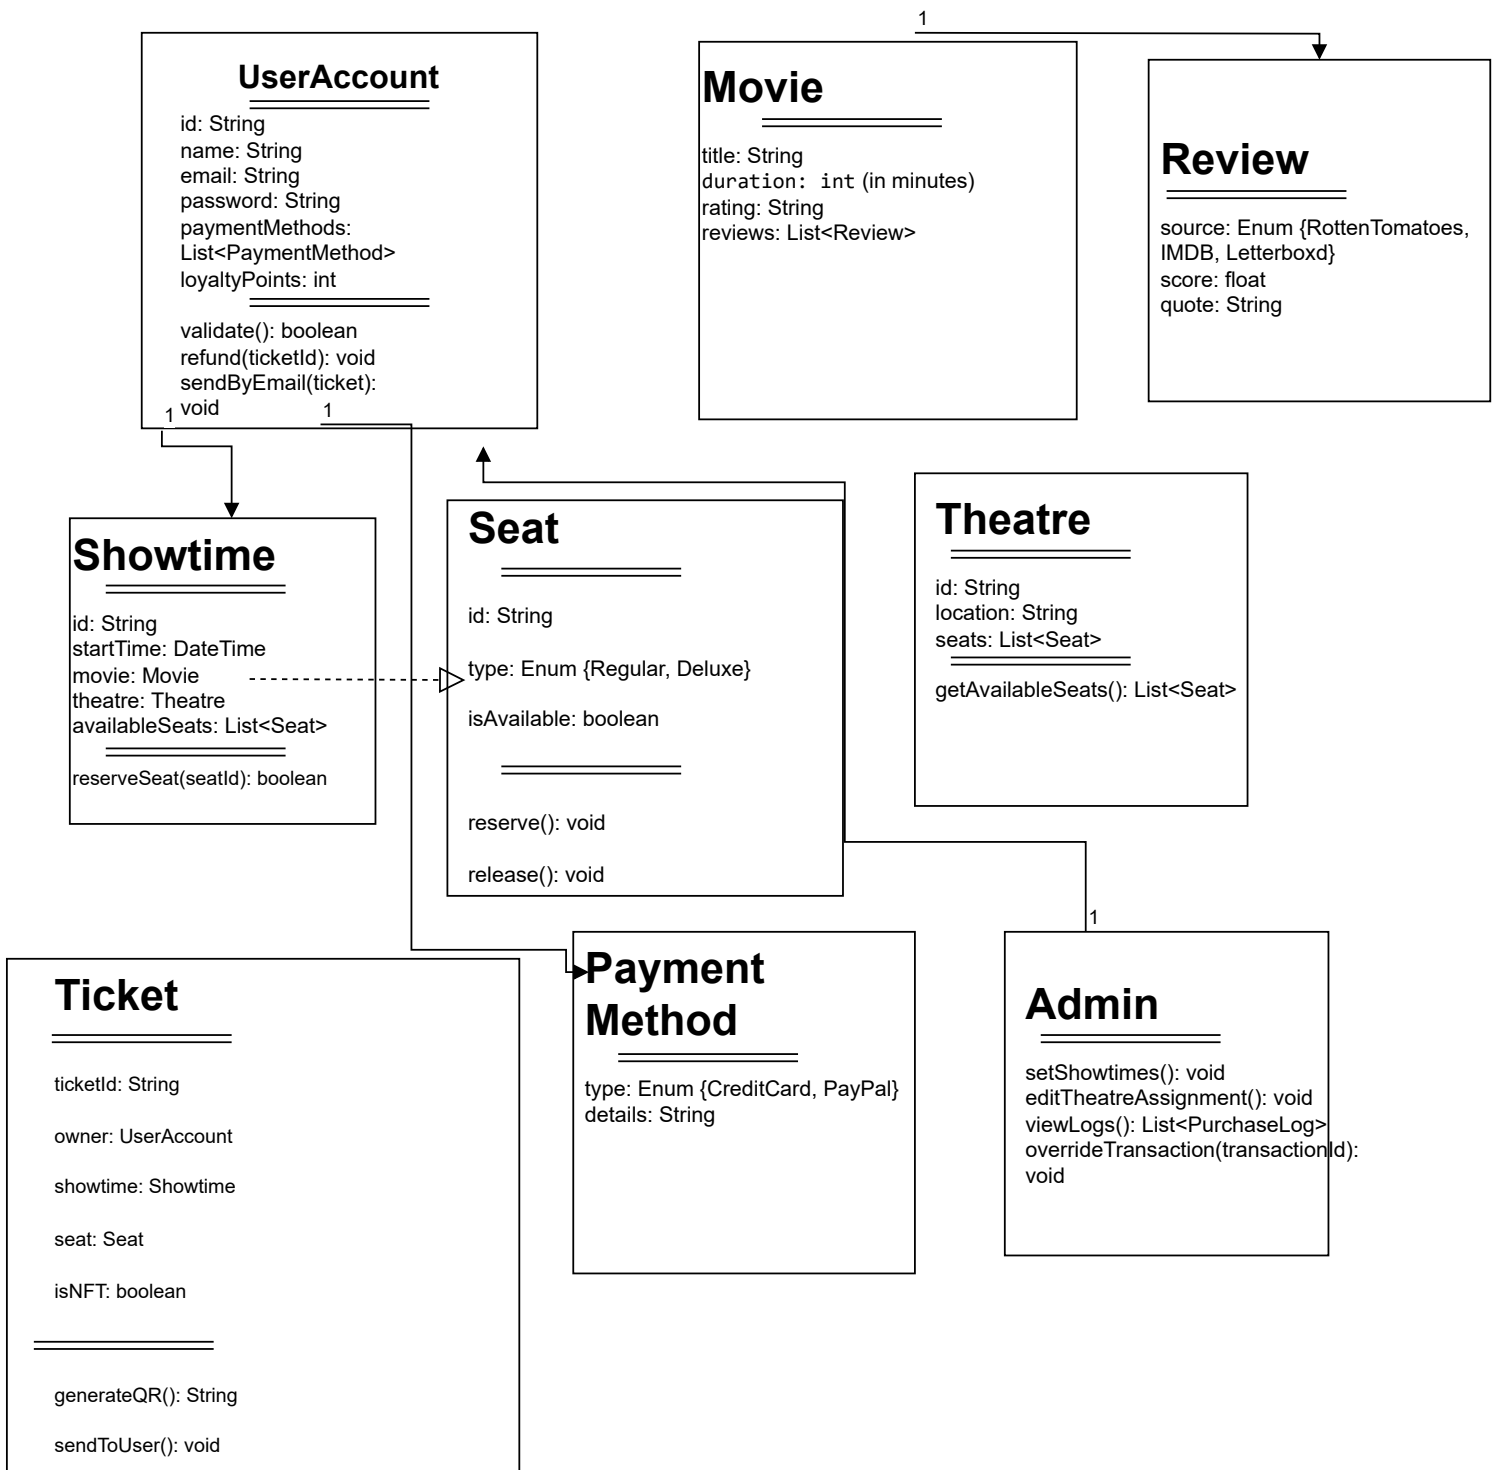 UserAccount
id: String
name: String
email: String
password: String
paymentMethods:
List<PaymentMethod>
loyaltyPoints: int
validate(): boolean
refund(ticketId): void
sendByEmail(ticket):
void
1
1
1
Movie
title: String
duration: int (in minutes)
rating: String
reviews: List<Review>
Review
source: Enum {RottenTomatoes,
IMDB, Letterboxd}
score: float
quote: String
Showtime
id: String
startTime: DateTime
movie: Movie
theatre: Theatre
availableSeats: List<Seat>
reserveSeat(seatId): boolean
Seat
id: String
type: Enum {Regular, Deluxe}
isAvailable: boolean
reserve(): void
release(): void
Theatre
id: String
location: String
seats: List<Seat>
getAvailableSeats(): List<Seat>
Ticket
ticketId: String
owner: UserAccount
showtime: Showtime
seat: Seat
isNFT: boolean
generateQR(): String
sendToUser(): void
Payment
Method
type: Enum {CreditCard, PayPal}
details: String
1
Admin
setShowtimes(): void
editTheatreAssignment(): void
viewLogs(): List<PurchaseLog>
overrideTransaction(transactionId):
void